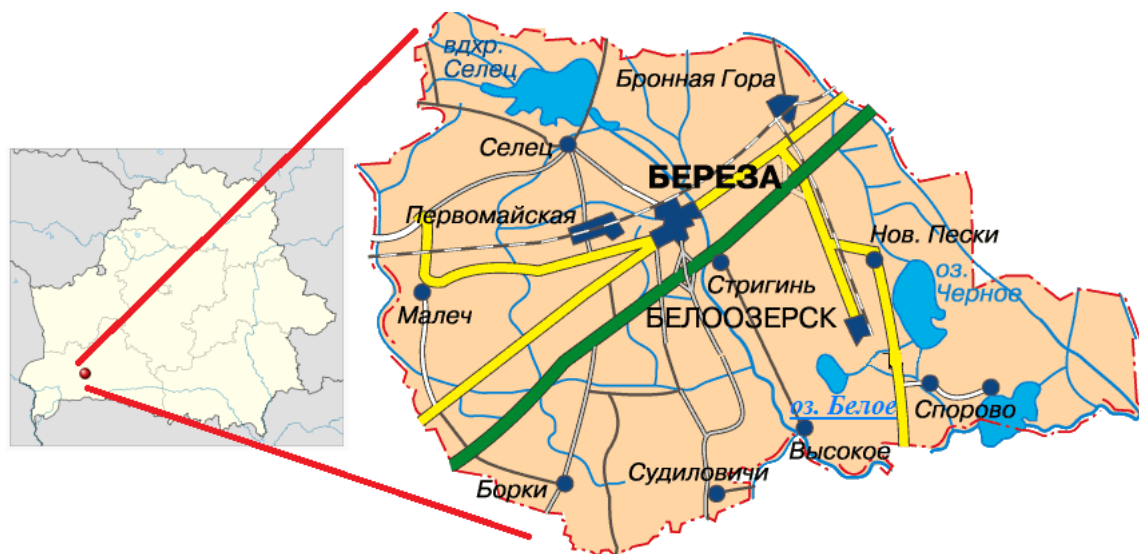 вдхр.
Селец
Бронная Гора
Селец
БЕРЕЗА
Первомайская
Нов. Пески
оз.
Черное
Стригинь
Малеч
БЕЛООЗЕРСК
оз. Белое
Спорово
Высокое
Судиловичи
Борки